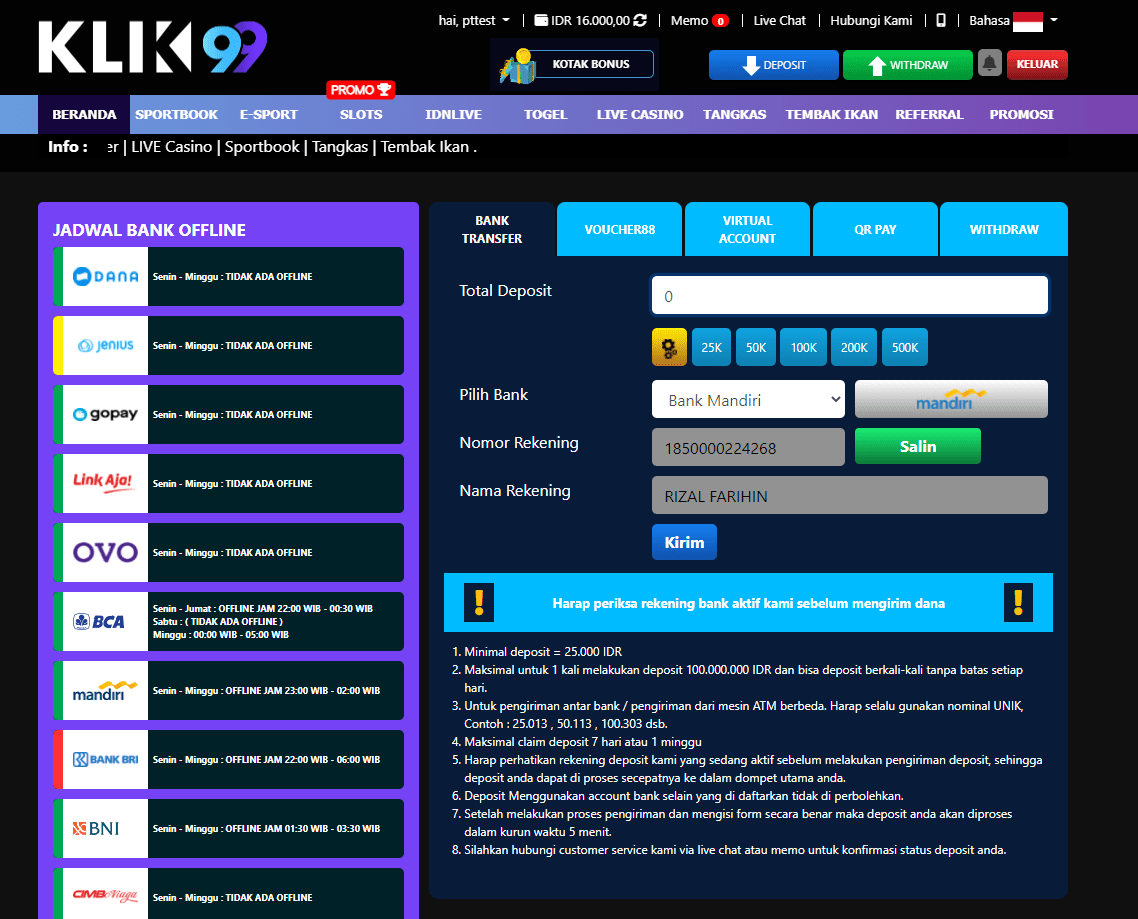 KLIK99
hai, pttest
IDR 16.000,00
Memo 0
Live Chat
Hubungi Kami
Bahasa
KOTAK BONUS
DEPOSIT
WITHDRAW
KELUAR
PROMO
BERANDA
SPORTBOOK
E-SPORT
SLOTS
IDNLIVE
TOGEL
LIVE CASINO
TANGKAS
TEMBAK IKAN
REFERRAL
PROMOSI
Info : er | LIVE Casino | Sportbook | Tangkas | Tembak Ikan .
JADWAL BANK OFFLINE
DANA
Senin - Minggu : TIDAK ADA OFFLINE
jenius
Senin - Minggu : TIDAK ADA OFFLINE
gopay
Senin - Minggu : TIDAK ADA OFFLINE
Link Aja!
Senin - Minggu : TIDAK ADA OFFLINE
OVO
Senin - Minggu : TIDAK ADA OFFLINE
BCA
Senin - Jumat : OFFLINE JAM 22:00 WIB - 00:30 WIB
Sabtu : ( TIDAK ADA OFFLINE )
Minggu : 00:00 WIB - 05:00 WIB
mandiri
Senin - Minggu : OFFLINE JAM 23:00 WIB - 02:00 WIB
BANK BRI
Senin - Minggu : OFFLINE JAM 22:00 WIB - 06:00 WIB
BNI
Senin - Minggu : OFFLINE JAM 01:30 WIB - 03:30 WIB
CIMB Niaga
Senin - Minggu : TIDAK ADA OFFLINE
BANK
TRANSFER
VOUCHER88
VIRTUAL
ACCOUNT
QR PAY
WITHDRAW
Total Deposit
0
25K
50K
100K
200K
500K
Pilih Bank
Bank Mandiri
mandiri
Nomor Rekening
1850000224268
Salin
Nama Rekening
RIZAL FARIHIN
Kirim
! Harap periksa rekening bank aktif kami sebelum mengirim dana !
1. Minimal deposit = 25.000 IDR
2. Maksimal untuk 1 kali melakukan deposit 100.000.000 IDR dan bisa deposit berkali-kali tanpa batas setiap
hari.
3. Untuk pengiriman antar bank / pengiriman dari mesin ATM berbeda. Harap selalu gunakan nominal UNIK,
Contoh : 25.013 , 50.113 , 100.303 dsb.
4. Maksimal claim deposit 7 hari atau 1 minggu
5. Harap perhatikan rekening deposit kami yang sedang aktif sebelum melakukan pengiriman deposit, sehingga
deposit anda dapat di proses secepatnya ke dalam dompet utama anda.
6. Deposit Menggunakan account bank selain yang di daftarkan tidak di perbolehkan.
7. Setelah melakukan proses pengiriman dan mengisi form secara benar maka deposit anda akan diproses
dalam kurun waktu 5 menit.
8. Silahkan hubungi customer service kami via live chat atau memo untuk konfirmasi status deposit anda.